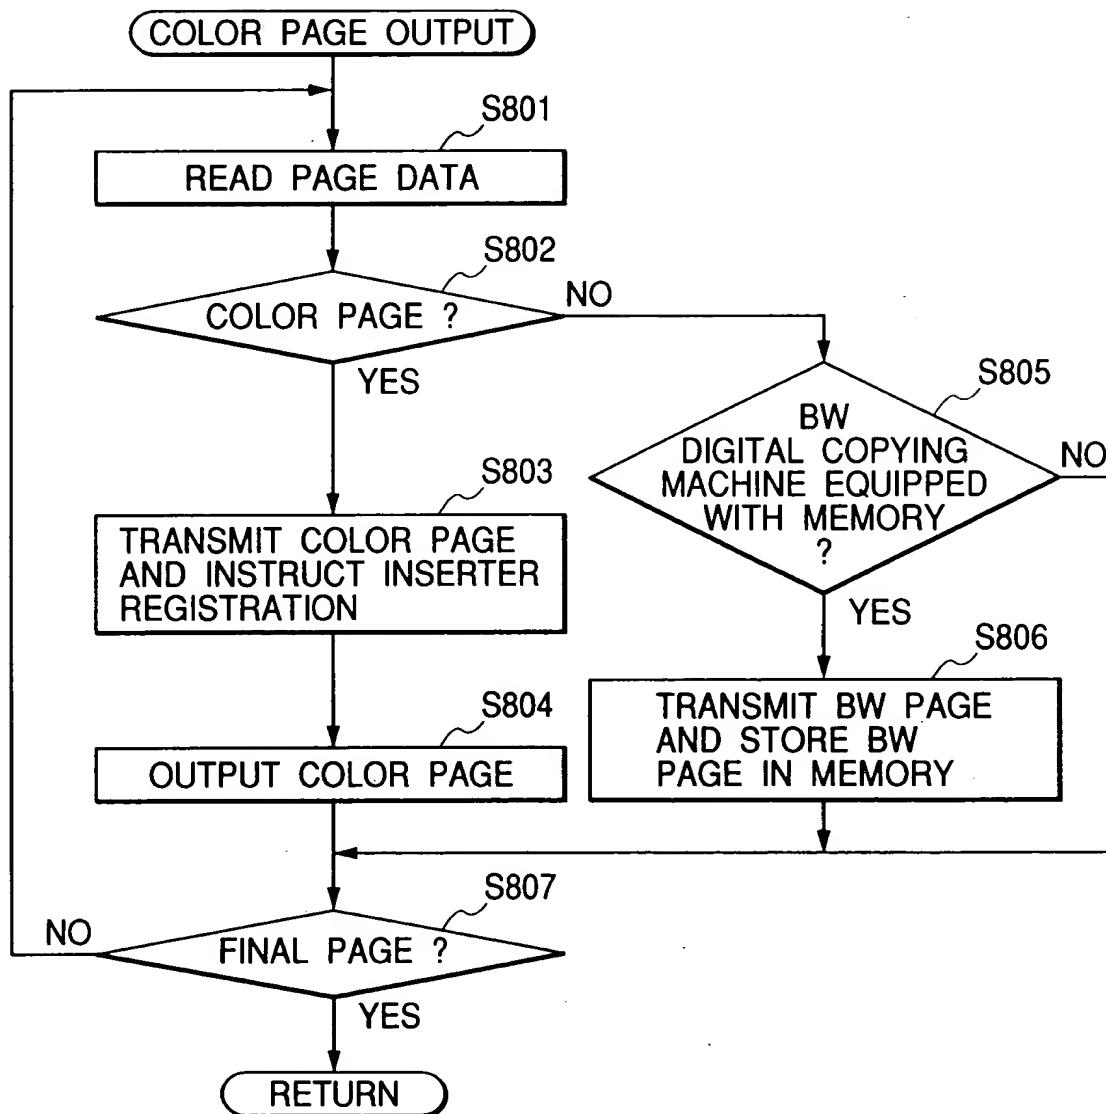 COLOR PAGE OUTPUT
S801
READ PAGE DATA
S802
COLOR PAGE ?
NO
YES
S805
BW
DIGITAL COPYING
MACHINE EQUIPPED
WITH MEMORY
?
NO
YES
S803
TRANSMIT COLOR PAGE
AND INSTRUCT INSERTER
REGISTRATION
S806
TRANSMIT BW PAGE
AND STORE BW
PAGE IN MEMORY
S804
OUTPUT COLOR PAGE
S807
FINAL PAGE ?
NO
YES
RETURN